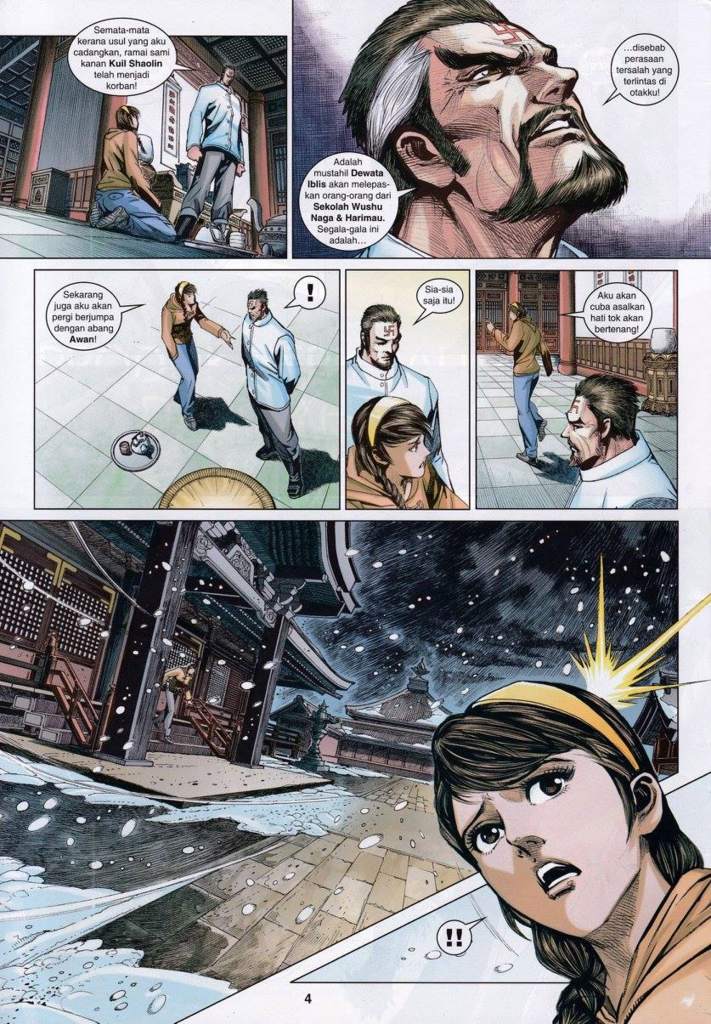 Semata-mata
kerana usul yang aku
cadangkan, ramai sami
kanan Kuil Shaolin
telah menjadi
korban!
Adalah
mustahil Dewata
Iblis akan melepas-
kan orang-orang dari
Sekolah Wushu
Naga & Harimau.
Segala-gala ini
adalah...
...disebab
perasaan
tersalah yang
terlintas di
otakku!
Sekarang
juga aku akan
pergi berjumpa
dengan abang
Awan!
!
Sia-sia
saja itu!
Aku akan
cuba asalkan
hati tok akan
bertenang!
!!
4